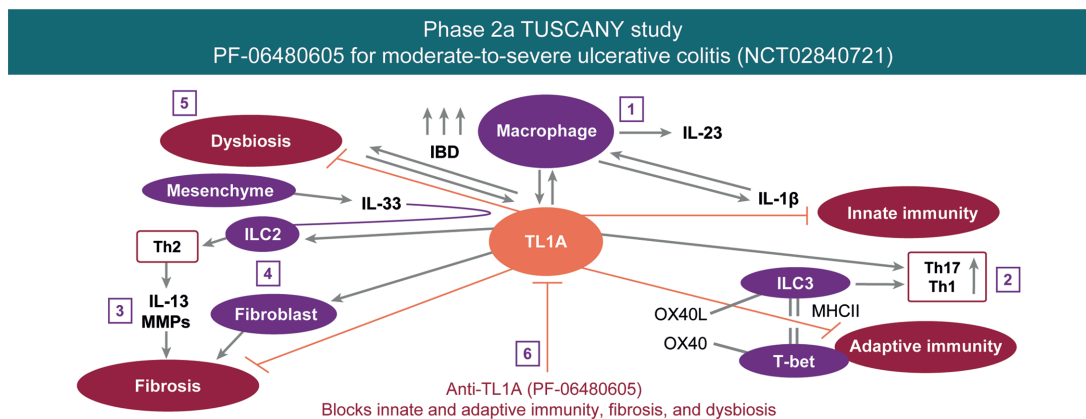 Phase 2a TUSCANY study
PF-06480605 for moderate-to-severe ulcerative colitis (NCT02840721)
5
1
Dysbiosis
IBD
Macrophage
IL-23
Mesenchyme
IL-33
IL-1β
Innate immunity
ILC2
Th2
TL1A
4
ILC3
Th17
Th1
2
3
IL-13
MMPs
Fibroblast
OX40L
MHCII
OX40
6
T-bet
Adaptive immunity
Fibrosis
Anti-TL1A (PF-06480605)
Blocks innate and adaptive immunity, fibrosis, and dysbiosis